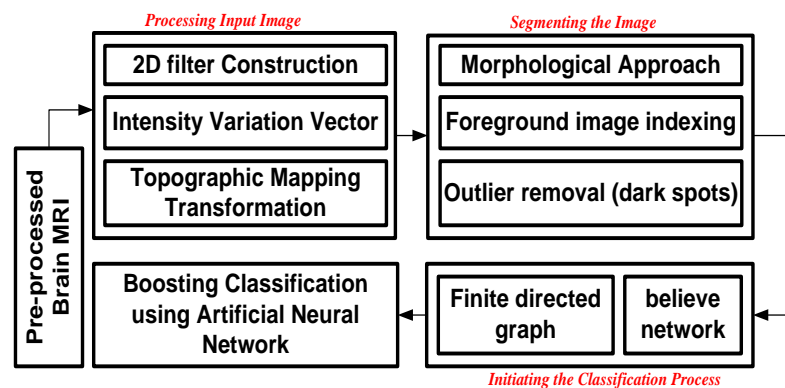 Processing Input Image
2D filter Construction
Intensity Variation Vector
Topographic Mapping
Transformation
Segmenting the Image
Morphological Approach
Foreground image indexing
Outlier removal (dark spots)
Pre-processed
Brain MRI
Boosting Classification
using Artificial Neural
Network
Finite directed
graph
believe
network
Initiating the Classification Process